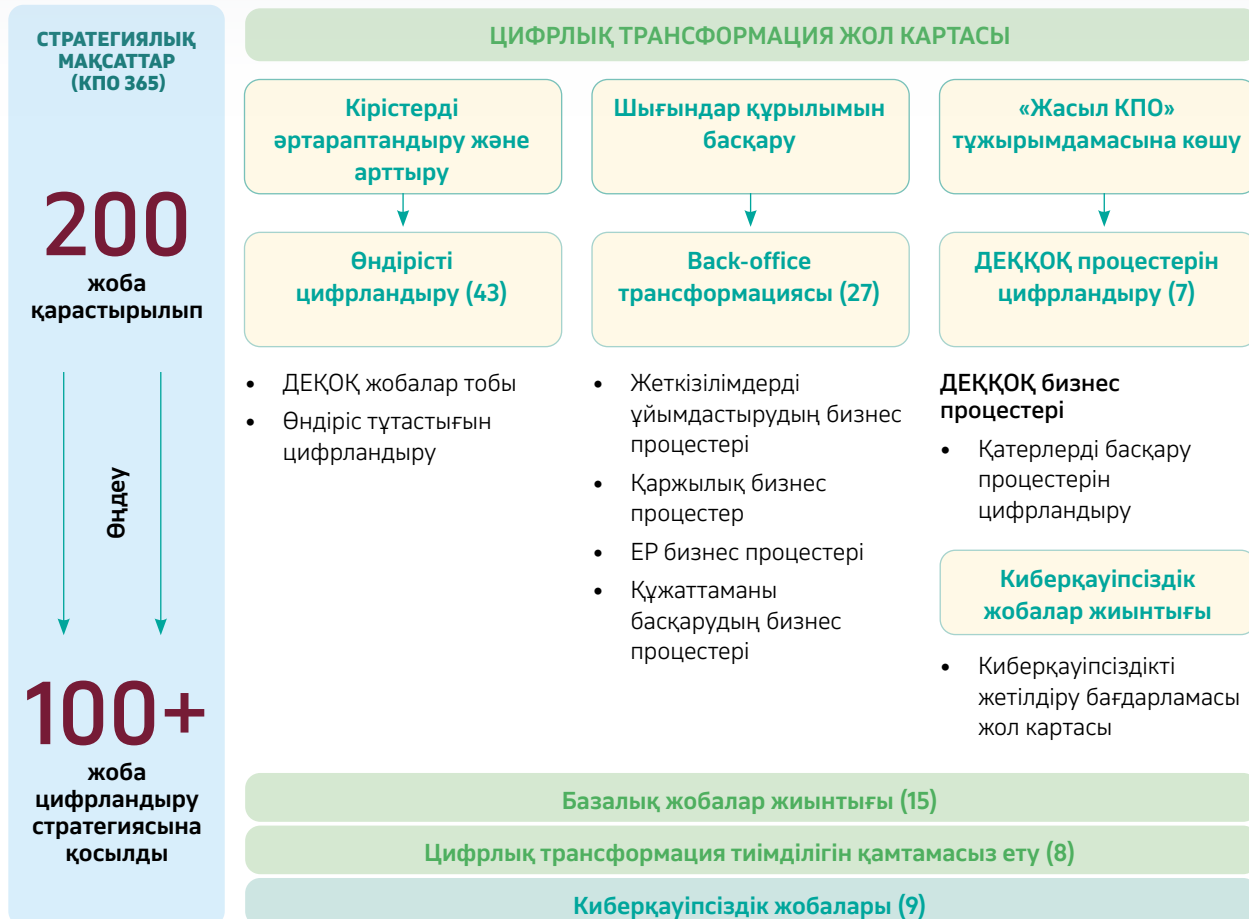 СТРАТЕГИЯЛЫҚ
МАҚСАТТАР
(КПО 365)
200
жоба
қарастырылып
Өңдеу
100+
жоба
цифрландыру
стратегиясына
қосылды
ЦИФРЛЫҚ ТРАНСФОРМАЦИЯ ЖОЛ КАРТАСЫ
Кірістерді
әртараптандыру және
арттыру
Өндірісті
цифрландыру (43)
• ДЕҚОҚ жобалар тобы
• Өндіріс тұтастығын
цифрландыру
Шығындар құрылымын
басқару
Back-office
трансформациясы (27)
• Жеткізілімдерді
ұйымдастырудың бизнес
процестері
• Қаржылық бизнес
процестер
• ЕР бизнес процестері
• Құжаттаманы
басқарудың бизнес
процестері
«Жасыл КПО»
тұжырымдамасына көшу
ДЕҚҚОҚ процестерін
цифрландыру (7)
ДЕҚҚОҚ бизнес
процестері
• Қатерлерді басқару
процестерін
цифрландыру
Киберқауіпсіздік
жобалар жиынтығы
• Киберқауіпсіздікті
жетілдіру бағдарламасы
жол картасы
Базалық жобалар жиынтығы (15)
Цифрлық трансформация тиімділігін қамтамасыз ету (8)
Киберқауіпсіздік жобалары (9)